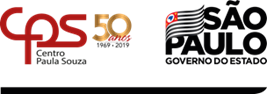 cps
50
anos
1969 • 2019
Centro
Paula Souza
SÃO
PAULO
GOVERNO DO ESTADO